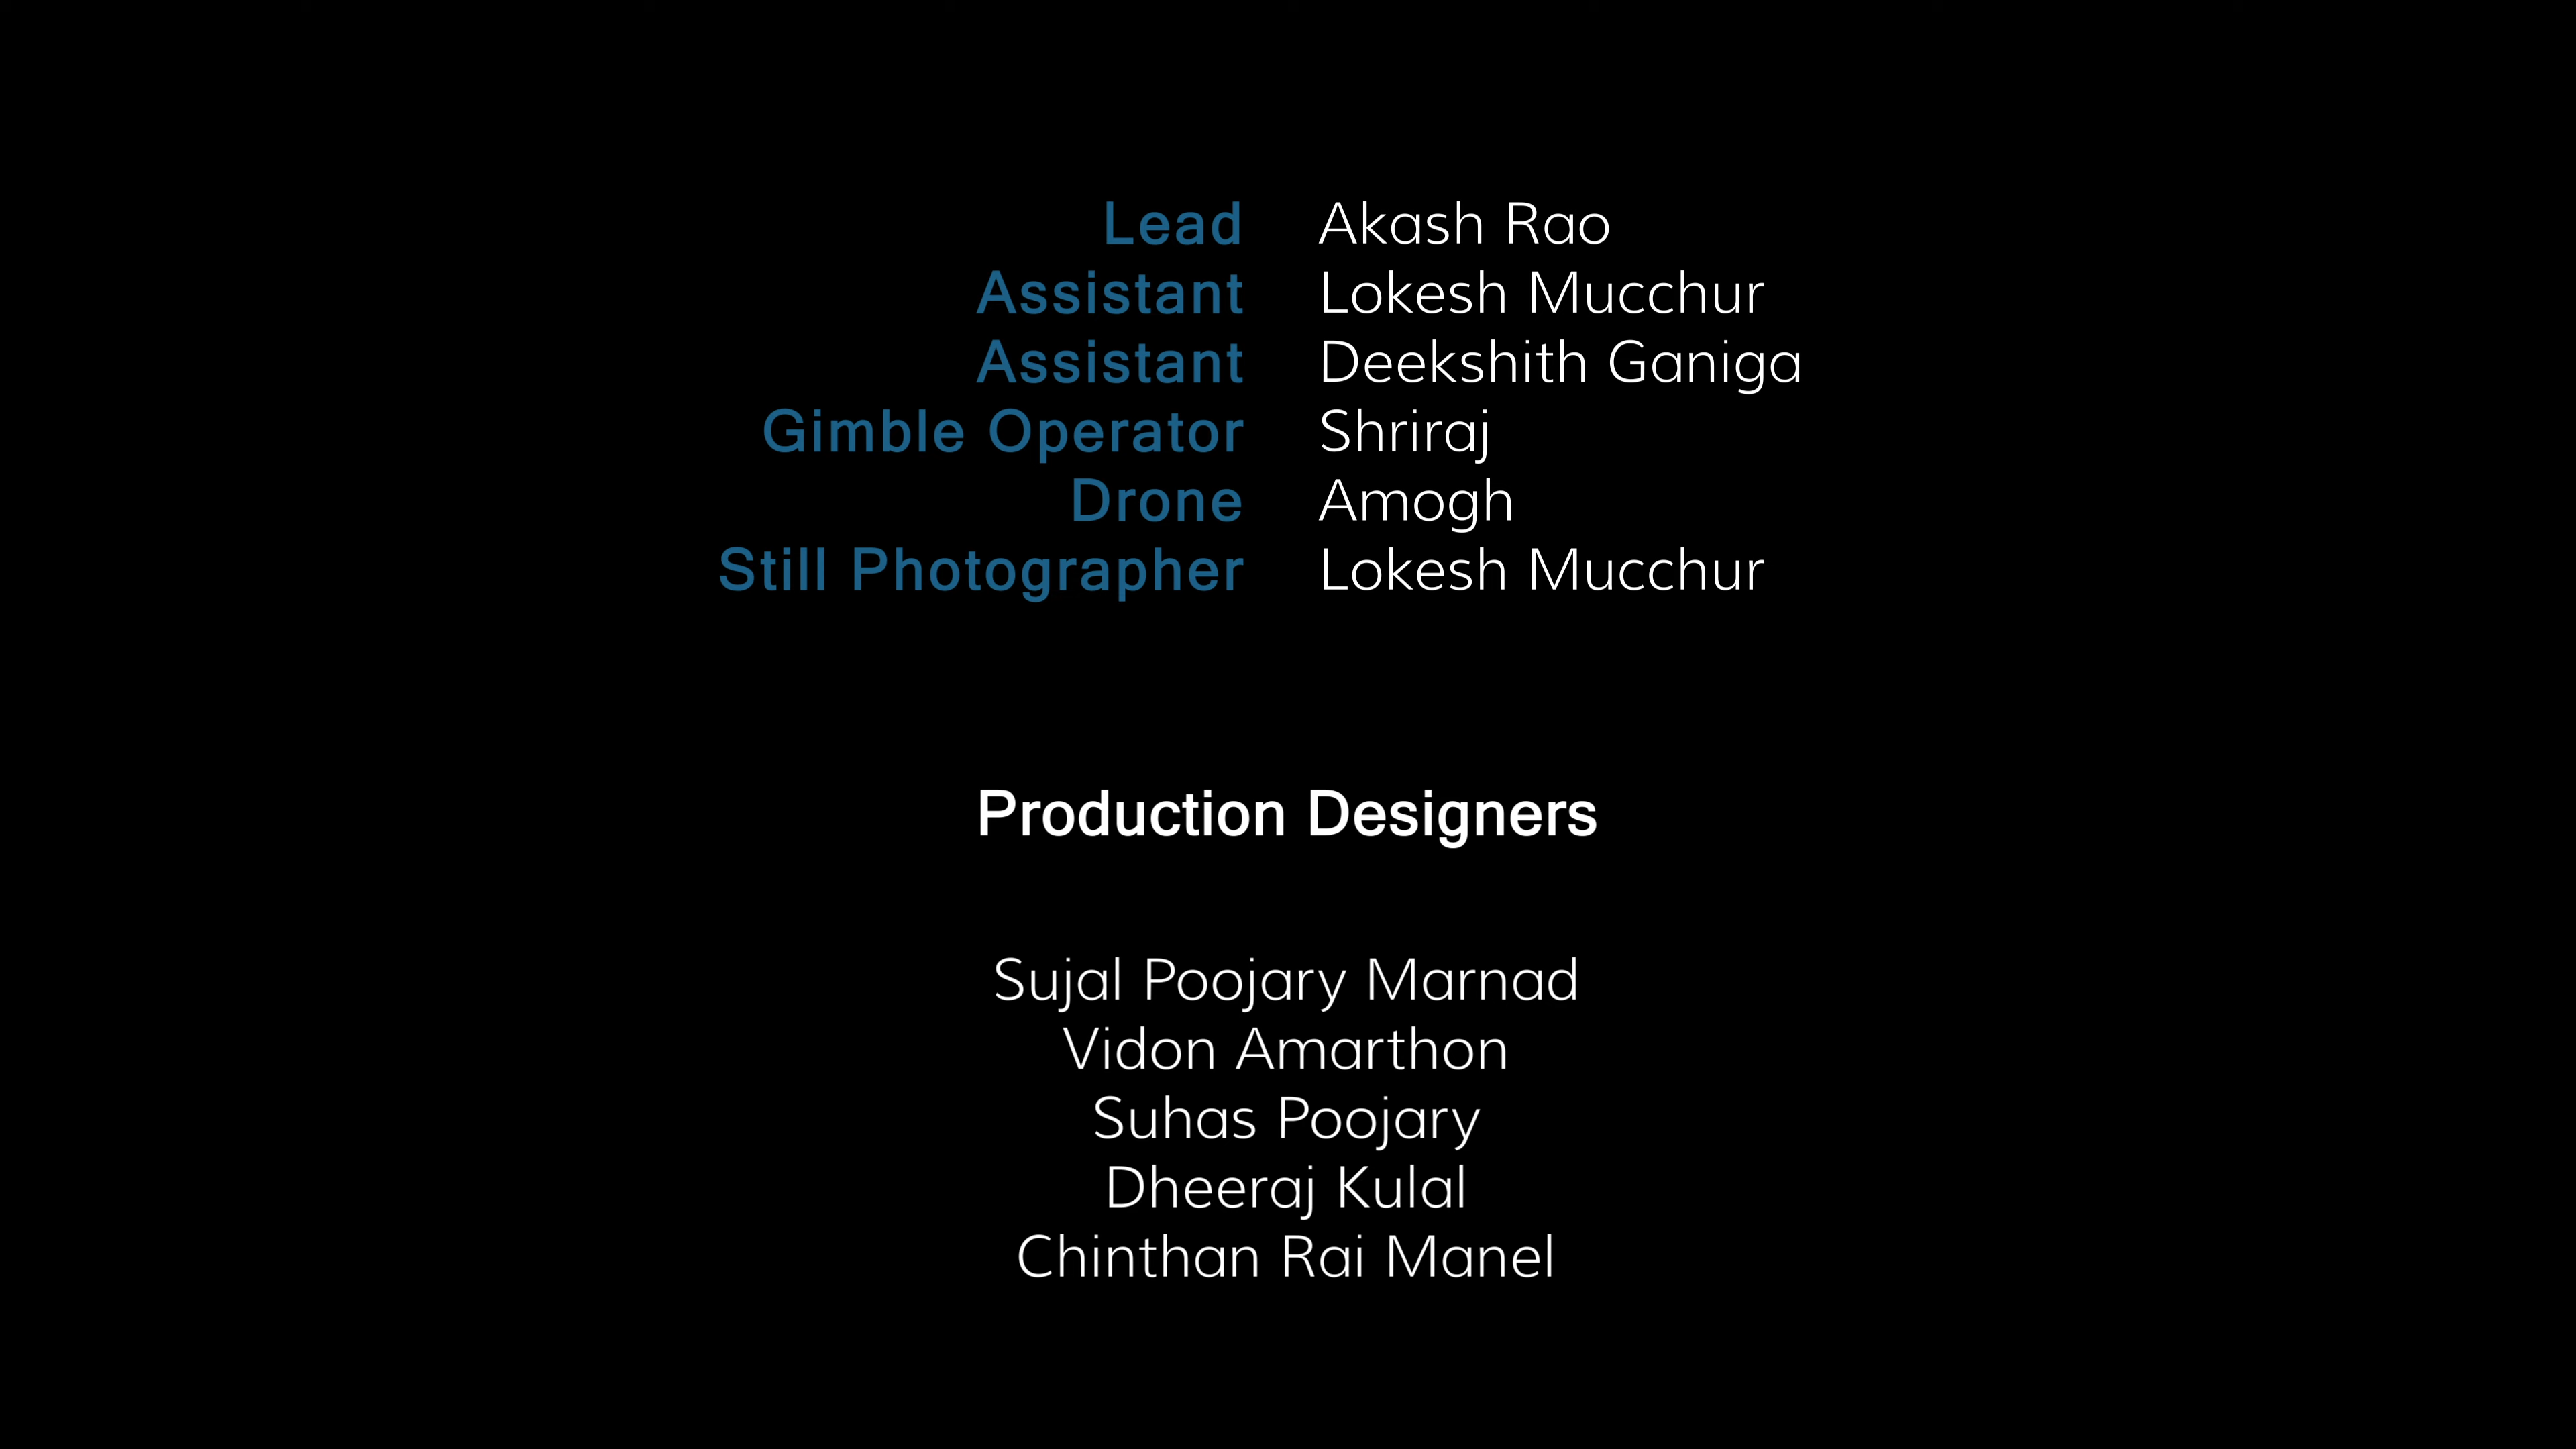 Lead Akash Rao
Assistant Lokesh Mucchur
Assistant Deekshith Ganiga
Gimble Operator Shriraj
Drone Amogh
Still Photographer Lokesh Mucchur
Production Designers
Sujal Poojary Marnad
Vidon Amarthon
Suhas Poojary
Dheeraj Kulal
Chinthan Rai Manel